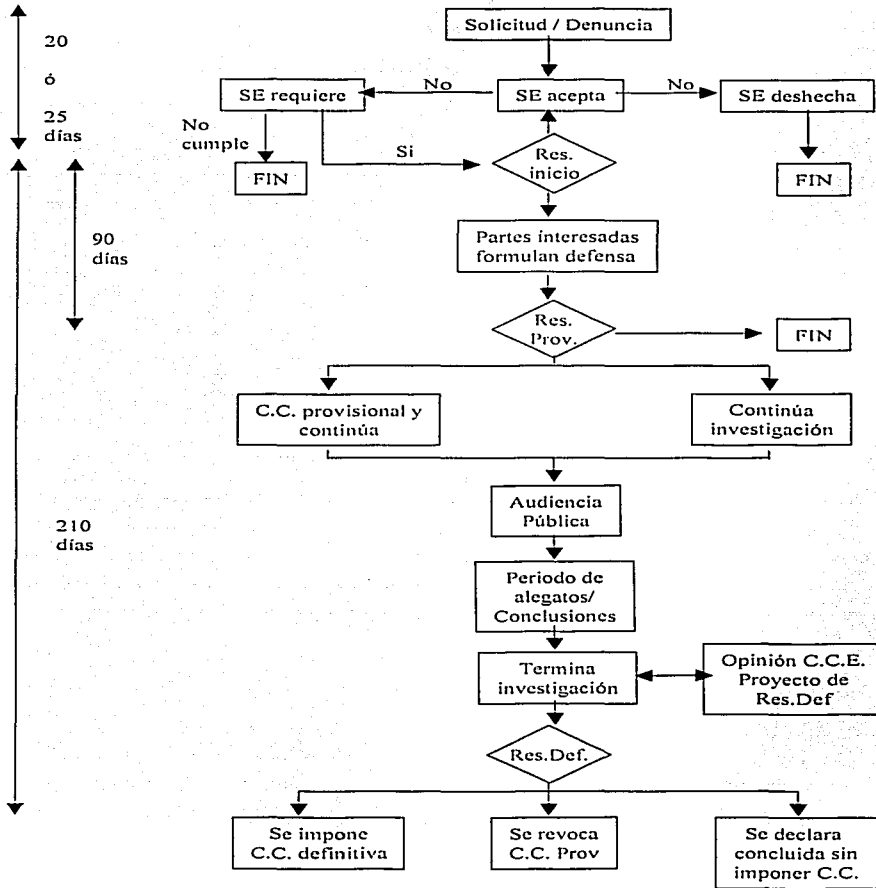 Solicitud / Denuncia
20
ó
25
días
SE requiere
No
SE acepta
No
SE deshecha
No
cumple
Si
Res.
inicio
FIN
FIN
90
días
Partes interesadas
formulan defensa
Res.
Prov.
FIN
C.C. provisional y
continúa
Continúa
investigación
210
días
Audiencia
Pública
Periodo de
alegatos/
Conclusiones
Termina
investigación
Opinión C.C.E.
Proyecto de
Res.Def
Res.Def.
Se impone
C.C. definitiva
Se revoca
C.C. Prov
Se declara
concluida sin
imponer C.C.